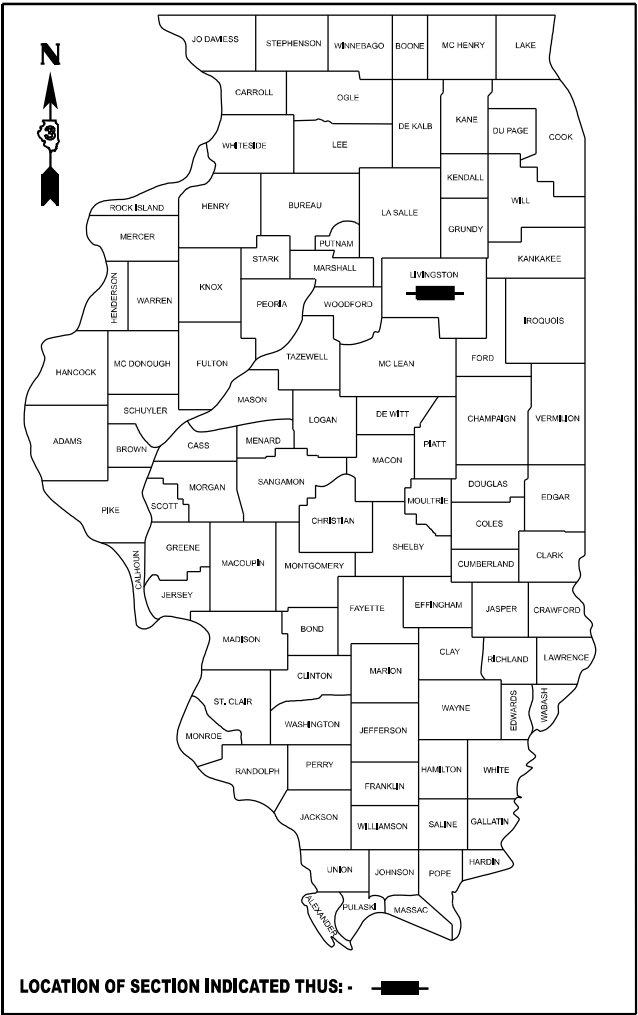 JO DAVIESS STEPHENSON WINNEBAGO BOONE MC HENRY LAKE
N
CARROLL OGLE
3
DE KALB KANE DU PAGE COOK
WHITESIDE LEE
KENDALL
ROCK ISLAND HENRY BUREAU LA SALLE WILL
MERCER PUTNAM GRUNDY
STARK MARSHALL KANKAKEE
HENDERSON WARREN KNOX LIVINGSTON
PEORIA WOODFORD IROQUOIS
HANCOCK MC DONOUGH FULTON TAZEWELL MC LEAN FORD
MASON
SCHUYLER LOGAN DE WITT CHAMPAIGN VERMILION
ADAMS BROWN CASS MENARD PIATT
MACON
MORGAN SANGAMON DOUGLAS
PIKE SCOTT MOULTRIE EDGAR
CHRISTIAN COLES
GREENE SHELBY
CALHOUN MACOUPIN MONTGOMERY CUMBERLAND CLARK
JERSEY
FAYETTE EFFINGHAM JASPER CRAWFORD
BOND
MADISON CLAY RICHLAND LAWRENCE
CLINTON MARION
ST. CLAIR WAYNE EDWARDS WABASH
WASHINGTON JEFFERSON
MONROE
RANDOLPH PERRY HAMILTON WHITE
FRANKLIN
JACKSON WILLIAMSON SALINE GALLATIN
UNION JOHNSON POPE HARDIN
ALEXANDER PULASKI MASSAC
LOCATION OF SECTION INDICATED THUS: -